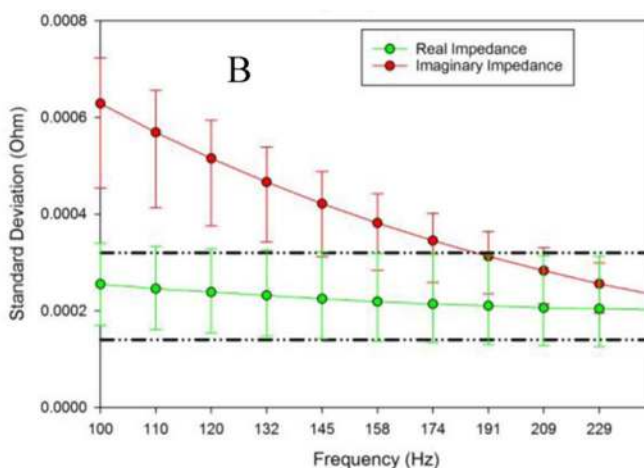 0.0008
0.0006
0.0004
0.0002
0.0000
Standard Deviation (Ohm)
B
Real Impedance
Imaginary Impedance
100 110 120 132 145 158 174 191 209 229
Frequency (Hz)